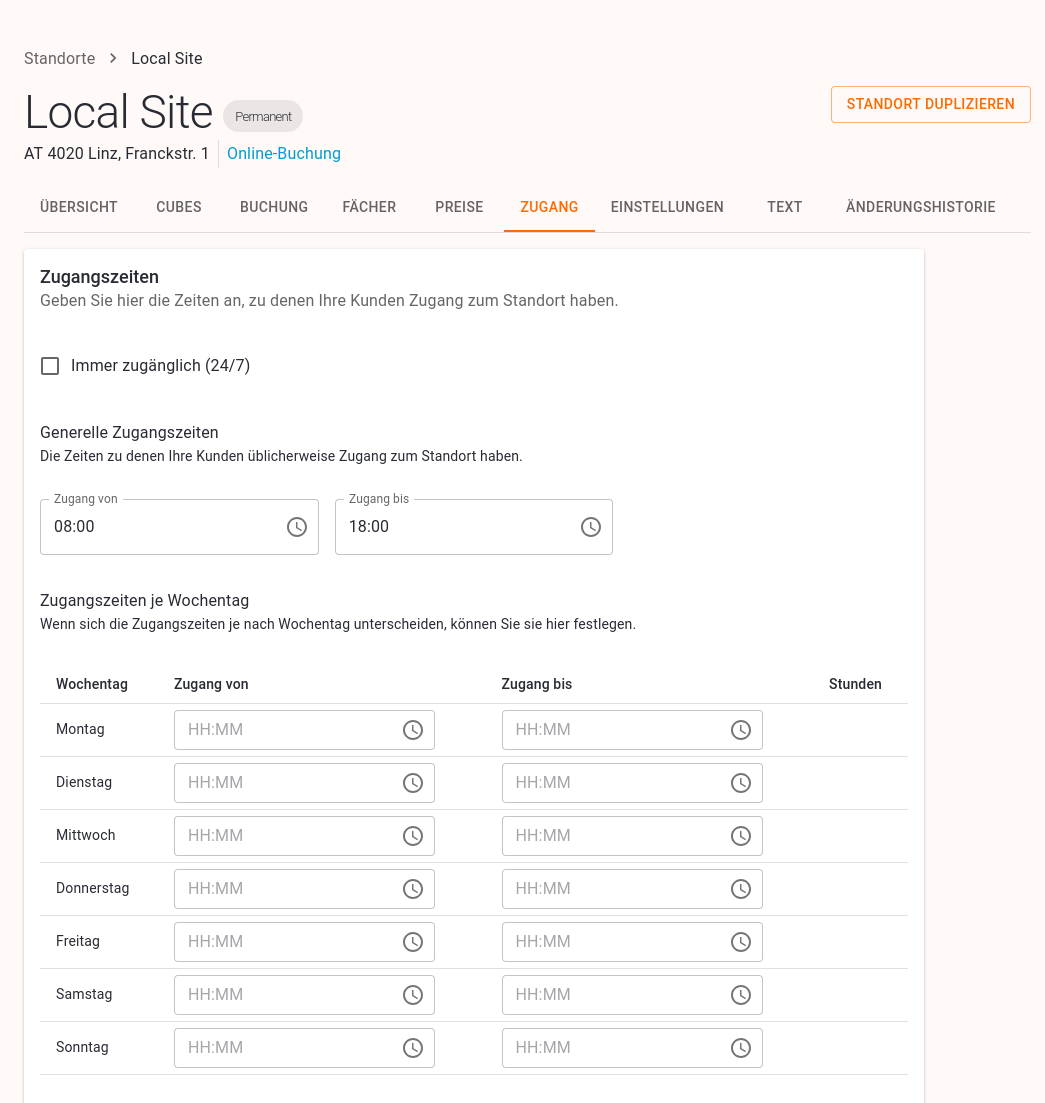 Standorte > Local Site
Local Site Permanent
STANDORT DUPLIZIEREN
AT 4020 Linz, Franckstr. 1 Online-Buchung
ÜBERSICHT CUBES BUCHUNG FÄCHER PREISE ZUGANG EINSTELLUNGEN TEXT ÄNDERUNGSHISTORIE
Zugangszeiten
Geben Sie hier die Zeiten an, zu denen Ihre Kunden Zugang zum Standort haben.
Immer zugänglich (24/7)
Generelle Zugangszeiten
Die Zeiten zu denen Ihre Kunden üblicherweise Zugang zum Standort haben.
Zugang von Zugang bis
08:00 18:00
Zugangszeiten je Wochentag
Wenn sich die Zugangszeiten je nach Wochentag unterscheiden, können Sie sie hier festlegen.
Wochentag Zugang von Zugang bis Stunden
Montag HH:MM HH:MM
Dienstag HH:MM HH:MM
Mittwoch HH:MM HH:MM
Donnerstag HH:MM HH:MM
Freitag HH:MM HH:MM
Samstag HH:MM HH:MM
Sonntag HH:MM HH:MM